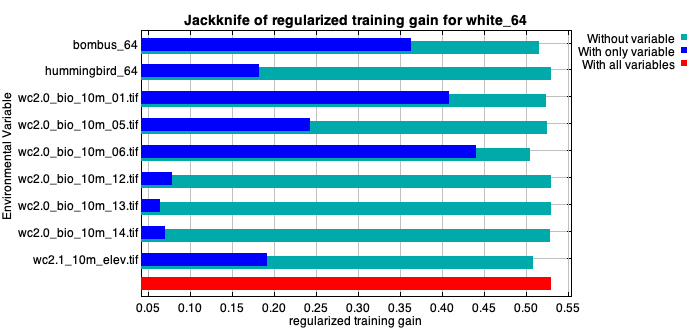 Jackknife of regularized training gain for white_64
Without variable
With only variable
With all variables
Environmental Variable
bombus_64
hummingbird_64
wc2.0_bio_10m_01.tif
wc2.0_bio_10m_05.tif
wc2.0_bio_10m_06.tif
wc2.0_bio_10m_12.tif
wc2.0_bio_10m_13.tif
wc2.0_bio_10m_14.tif
wc2.1_10m_elev.tif
0.05 0.10 0.15 0.20 0.25 0.30 0.35 0.40 0.45 0.50 0.55
regularized training gain